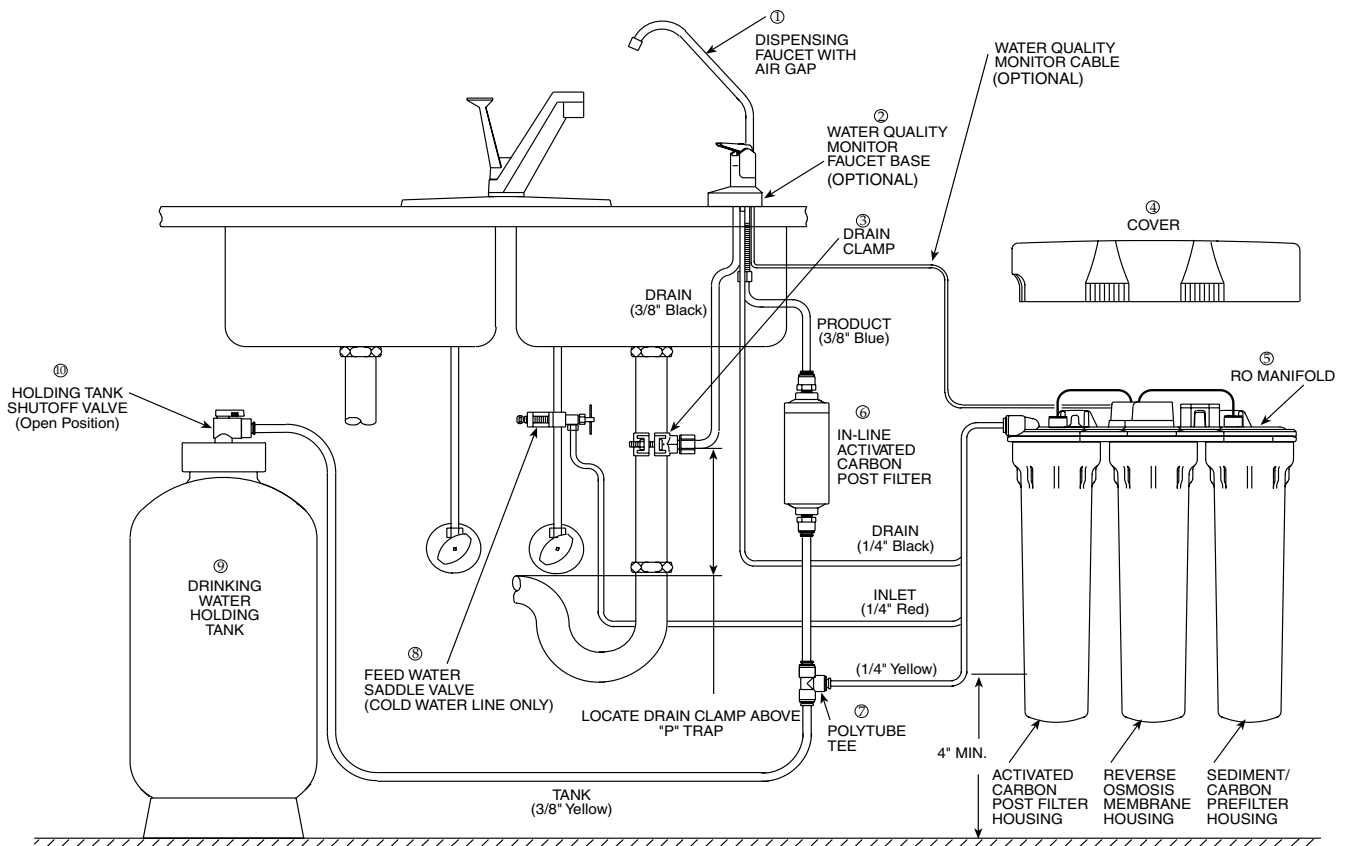 ①
DISPENSING
FAUCET WITH
AIR GAP
WATER QUALITY
MONITOR CABLE
(OPTIONAL)
②
WATER QUALITY
MONITOR
FAUCET BASE
(OPTIONAL)
③
DRAIN
CLAMP
④
COVER
DRAIN
(3/8" Black)
PRODUCT
(3/8" Blue)
⑤
RO MANIFOLD
⑩
HOLDING TANK
SHUTOFF VALVE
(Open Position)
⑥
IN-LINE
ACTIVATED
CARBON
POST FILTER
DRAIN
(1/4" Black)
⑨
DRINKING
WATER
HOLDING
TANK
INLET
(1/4" Red)
⑧
FEED WATER
SADDLE VALVE
(COLD WATER LINE ONLY)
(1/4" Yellow)
LOCATE DRAIN CLAMP ABOVE
"P" TRAP
⑦
POLYTUBE
TEE
4" MIN.
ACTIVATED
CARBON
POST FILTER
HOUSING
REVERSE
OSMOSIS
MEMBRANE
HOUSING
SEDIMENT/
CARBON
PREFILTER
HOUSING
TANK
(3/8" Yellow)